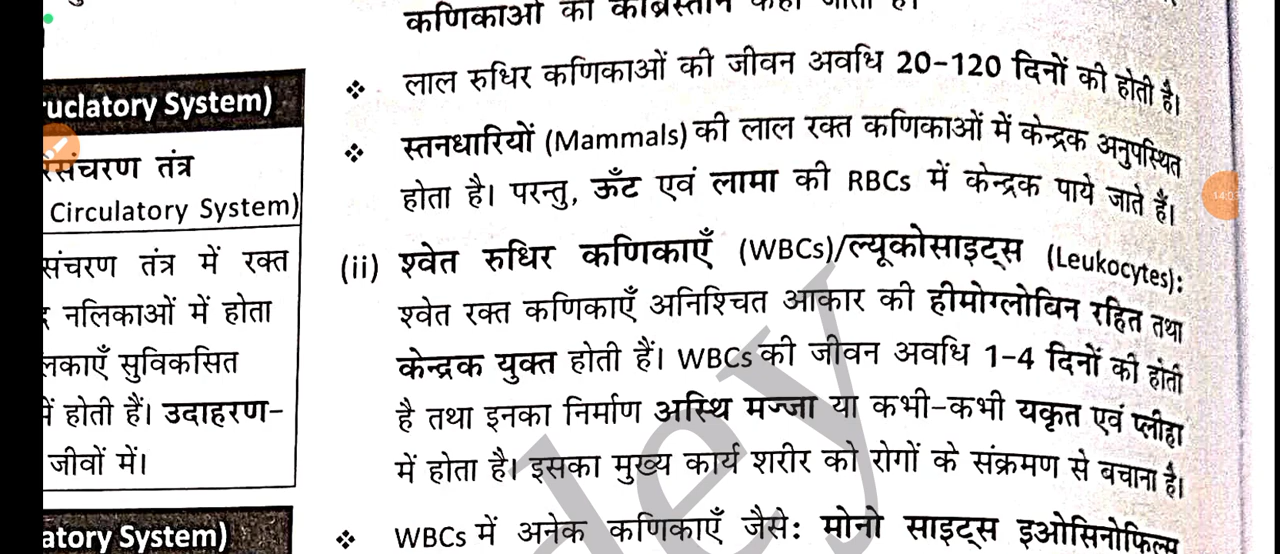 ruclatory System)
संचरण तंत्र
Circulatory System)
संचरण तंत्र में रक्त
नलिकाओं में होता
सुविकसित
में होती हैं। उदाहरण-
जीवों में।
atory System)
कणिकाओं का कब्रिस्तान कहा जाता है।
❖ लाल रुधिर कणिकाओं की जीवन अवधि 20-120 दिनों की होती है।
❖ स्तनधारियों (Mammals) की लाल रक्त कणिकाओं में केन्द्रक अनुपस्थित
होता है। परन्तु, ऊँट एवं लामा की RBCs में केन्द्रक पाये जाते हैं।
(ii) श्वेत रुधिर कणिकाएँ (WBCs)/ल्यूकोसाइट्स (Leukocytes):
श्वेत रक्त कणिकाएँ अनिश्चित आकार की हीमोग्लोबिन रहित तथा
केन्द्रक युक्त होती हैं। WBCs की जीवन अवधि 1-4 दिनों की होती
है तथा इनका निर्माण अस्थि मज्जा या कभी-कभी यकृत एवं प्लीहा
में होता है। इसका मुख्य कार्य शरीर को रोगों के संक्रमण से बचाना है।
❖ WBCs में अनेक कणिकाएँ जैसे: मोनो साइट्स इओसिनोफिल्स